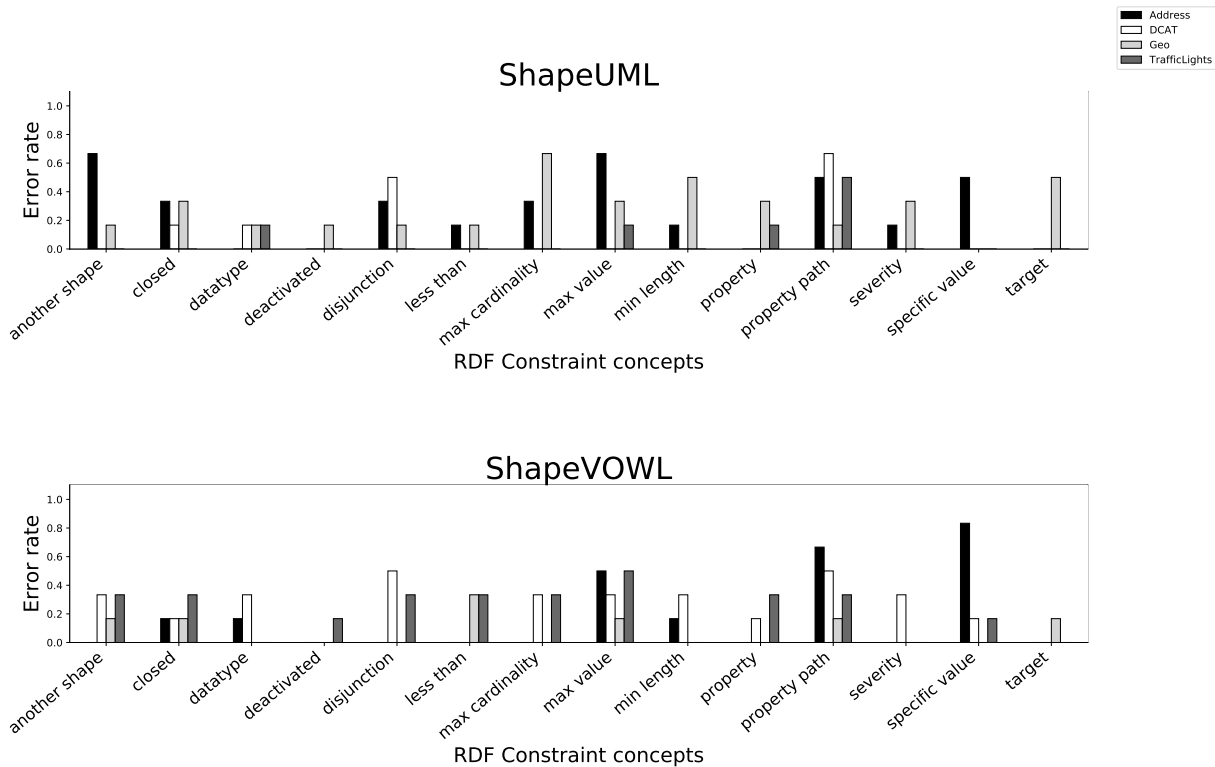 Address
DCAT
Geo
TrafficLights
ShapeUML
Error rate
1.0
0.8
0.6
0.4
0.2
0.0
another shape
closed
datatype
deactivated
disjunction
less than
max cardinality
max value
min length
property
property path
severity
specific value
target
RDF Constraint concepts
ShapeVOWL
Error rate
1.0
0.8
0.6
0.4
0.2
0.0
another shape
closed
datatype
deactivated
disjunction
less than
max cardinality
max value
min length
property
property path
severity
specific value
target
RDF Constraint concepts